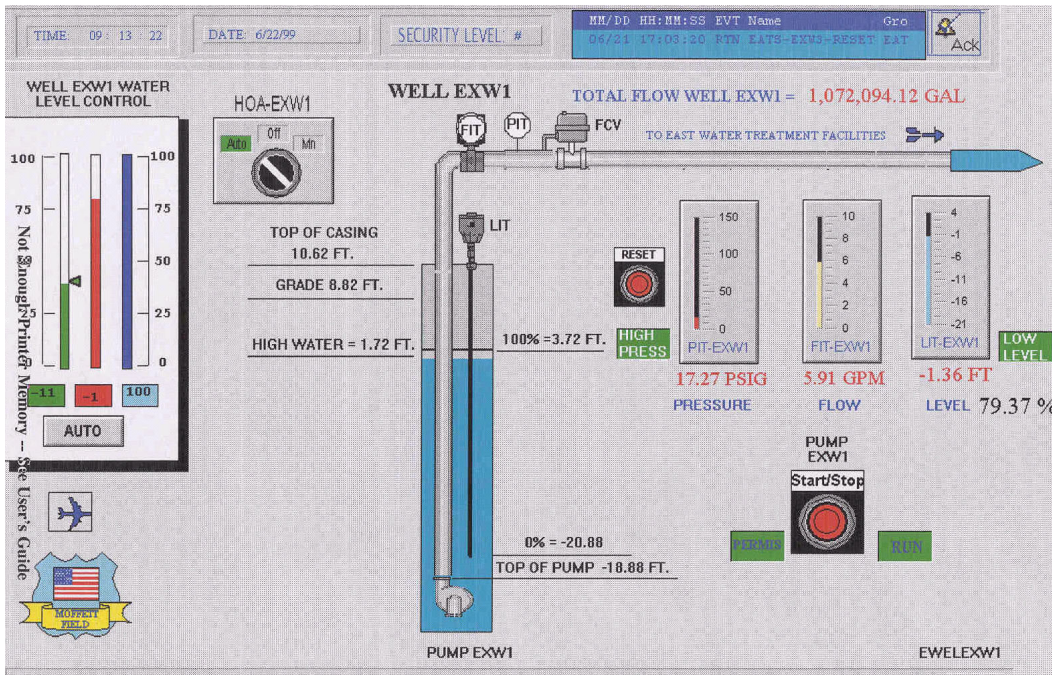 TIME: 09 : 13 : 22
DATE: 6/22/99
SECURITY LEVEL: #
MM/DD HH:MM:SS EVT Name Gro
06/21 17:03:20 RTN EATS-EXW3-RESET EAT
Ack
WELL EXW1 WATER
LEVEL CONTROL
100
75
25
0
100
75
50
25
0
-11
-1
100
AUTO
Not Enough Printer Memory -- See User's Guide
HOA-EXW1
Auto
Off
Mn
WELL EXW1
TOTAL FLOW WELL EXW1 = 1,072,094.12 GAL
FIT
PIT
FCV
TO EAST WATER TREATMENT FACILITIES
LIT
TOP OF CASING
10.62 FT.
GRADE 8.82 FT.
HIGH WATER = 1.72 FT.
100% =3.72 FT.
RESET
HIGH
PRESS
150
100
50
0
PIT-EXW1
17.27 PSIG
PRESSURE
10
8
6
4
2
0
FIT-EXW1
5.91 GPM
FLOW
4
-1
-6
-11
-16
-21
LIT-EXW1
-1.36 FT
LEVEL 79.37 %
LOW
LEVEL
PUMP
EXW1
Start/Stop
PERMIS
RUN
0% = -20.88
TOP OF PUMP -18.88 FT.
MOFFETT
FIELD
PUMP EXW1
EWELEXW1